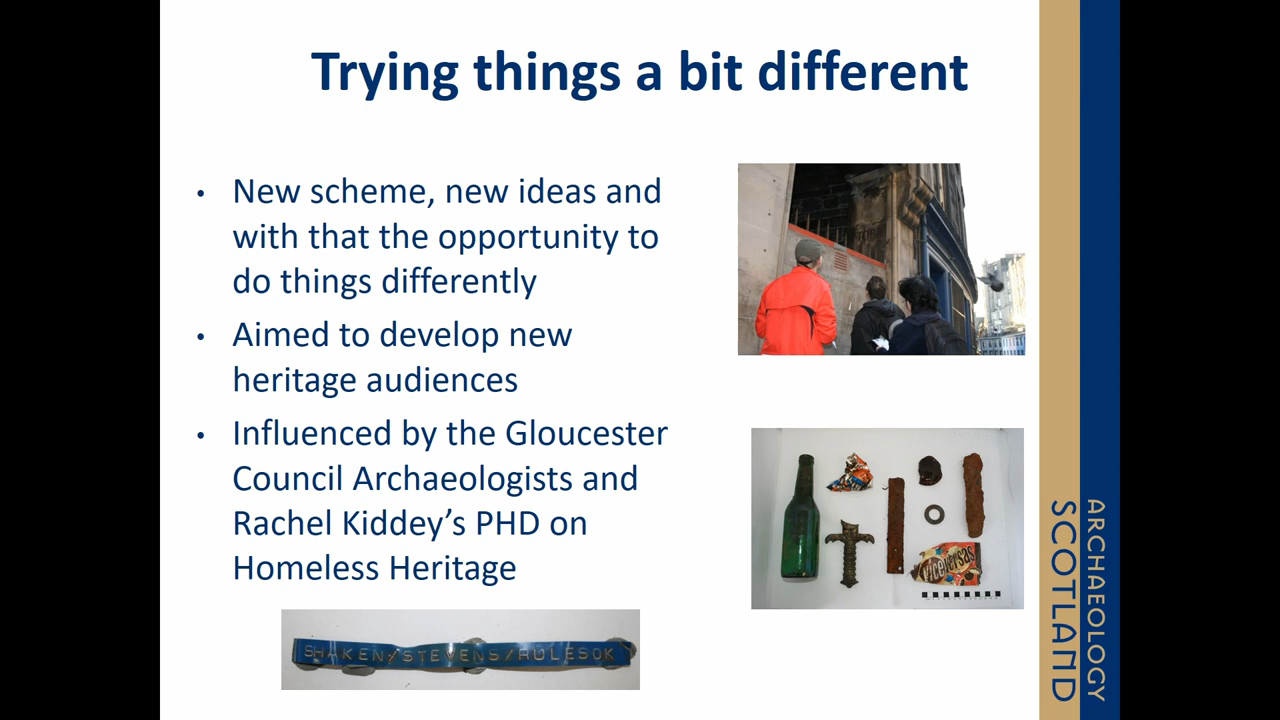 Trying things a bit different
• New scheme, new ideas and
with that the opportunity to
do things differently
• Aimed to develop new
heritage audiences
• Influenced by the Gloucester
Council Archaeologists and
Rachel Kiddey’s PHD on
Homeless Heritage
viceversas
SHAKEN/STEVENS/RULESOK
ARCHAEOLOGY
SCOTLAND